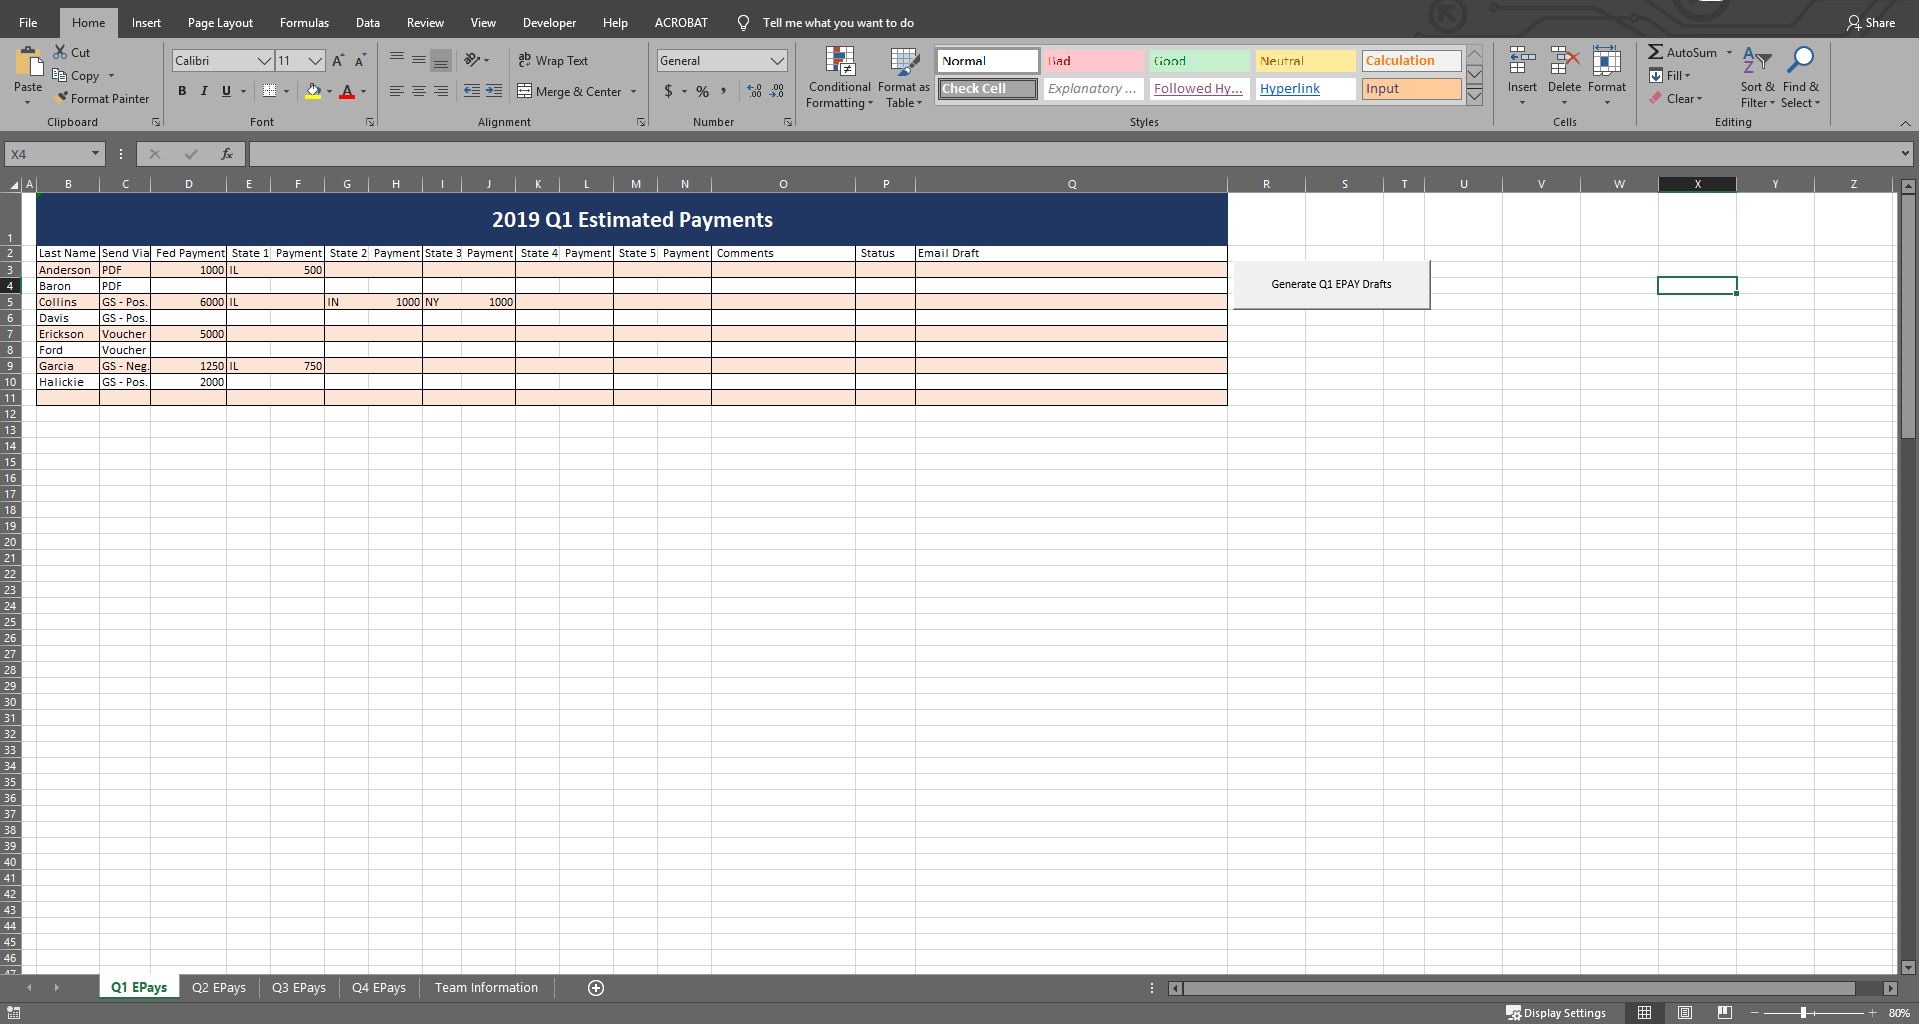 File Home Insert Page Layout Formulas Data Review View Developer Help ACROBAT Tell me what you want to do Share
Paste Cut Copy Format Painter Clipboard
Calibri 11 A A B I U A Font
ab Wrap Text Merge & Center Alignment
General $ % , .00 Number
Conditional Formatting Format as Table
Normal Bad Good Neutral Calculation
Check Cell Explanatory ... Followed Hy... Hyperlink Input
Styles
Insert Delete Format Cells
AutoSum Fill Clear Sort & Filter Find & Select Editing
X4 fx
A B C D E F G H I J K L M N O P Q R S T U V W X Y Z
1 2019 Q1 Estimated Payments
2 Last Name Send Via Fed Payment State 1 Payment State 2 Payment State 3 Payment State 4 Payment State 5 Payment Comments Status Email Draft
3 Anderson PDF 1000 IL 500
4 Baron PDF
Generate Q1 EPAY Drafts
5 Collins GS - Pos. 6000 IL IN 1000 NY 1000
6 Davis GS - Pos.
7 Erickson Voucher 5000
8 Ford Voucher
9 Garcia GS - Neg. 1250 IL 750
10 Halickie GS - Pos. 2000
11
12
13
14
15
16
17
18
19
20
21
22
23
24
25
26
27
28
29
30
31
32
33
34
35
36
37
38
39
40
41
42
43
44
45
46
47
Q1 EPays Q2 EPays Q3 EPays Q4 EPays Team Information
Display Settings 80%